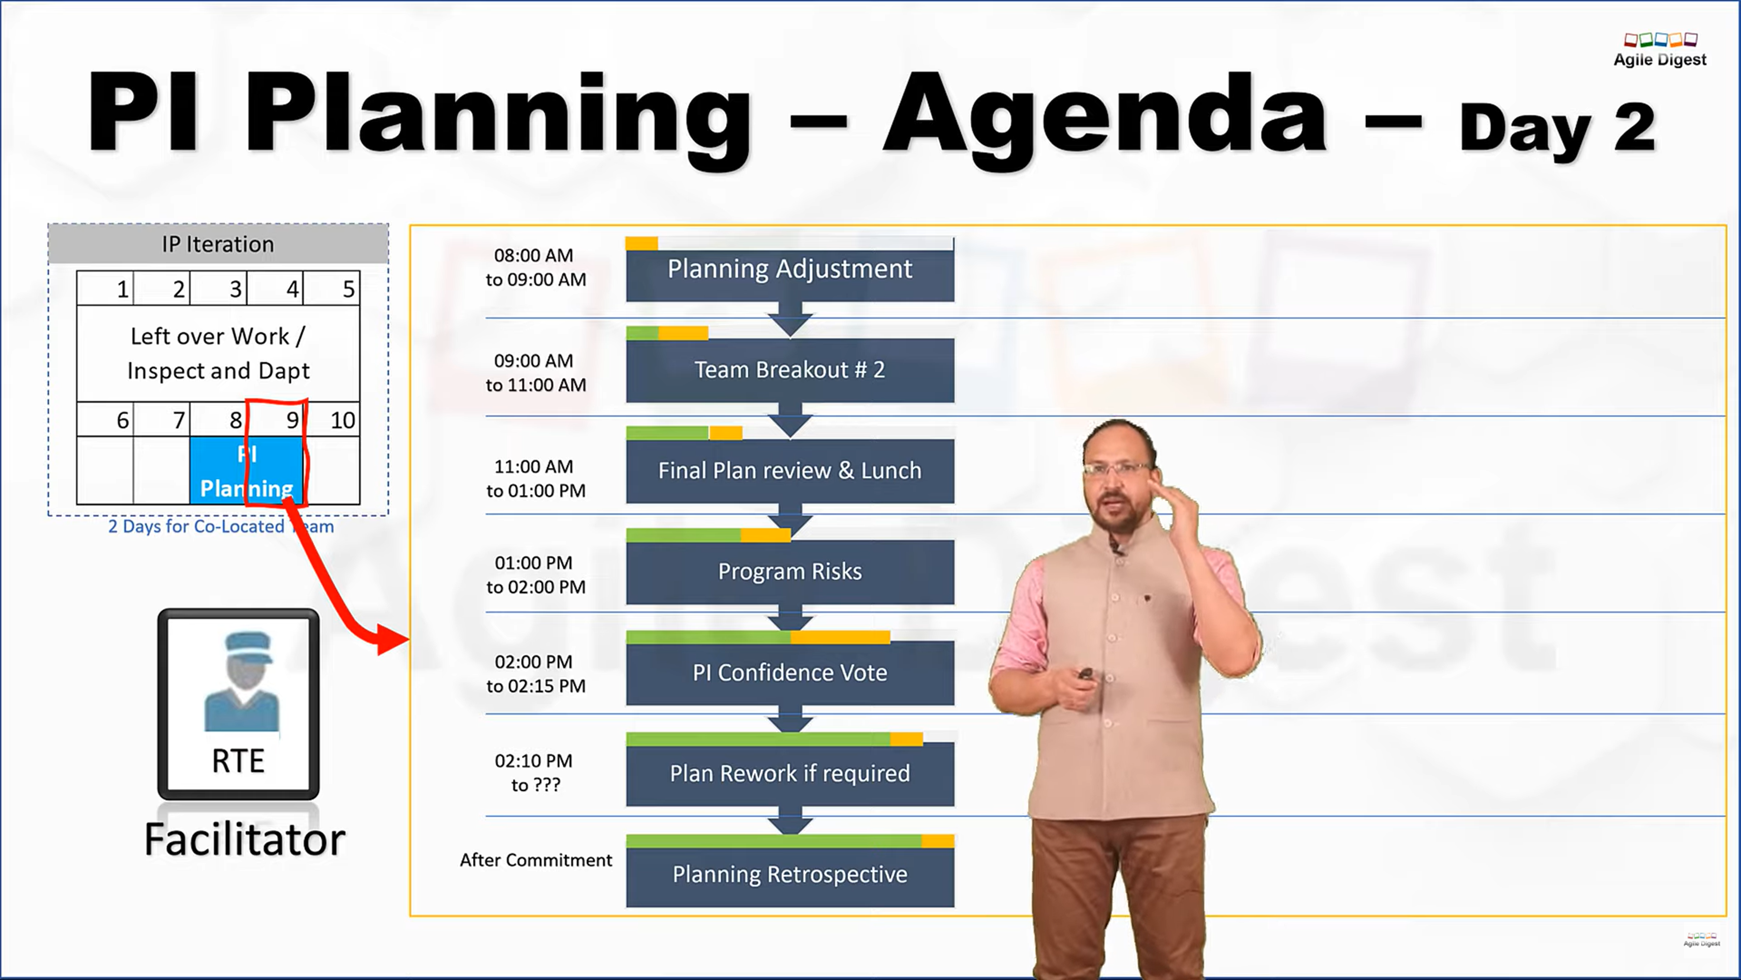 Agile Digest
PI Planning – Agenda – Day 2
IP Iteration
1 2 3 4 5
Left over Work /
Inspect and Dapt
6 7 8 9 10
PI
Planning
2 Days for Co-Located Team
RTE
Facilitator
08:00 AM
to 09:00 AM
Planning Adjustment
09:00 AM
to 11:00 AM
Team Breakout # 2
11:00 AM
to 01:00 PM
Final Plan review & Lunch
01:00 PM
to 02:00 PM
Program Risks
02:00 PM
to 02:15 PM
PI Confidence Vote
02:10 PM
to ???
Plan Rework if required
After Commitment
Planning Retrospective
Agile Digest
Agile Digest